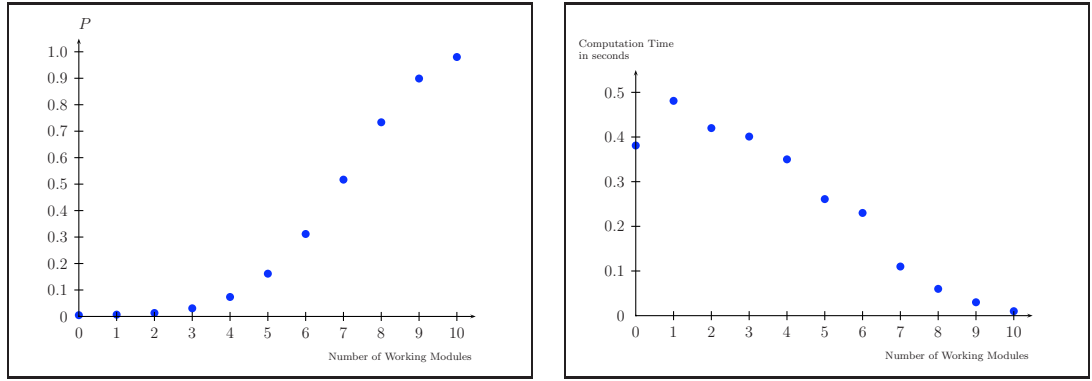 P
1.0
0.9
0.8
0.7
0.6
0.5
0.4
0.3
0.2
0.1
0
0 1 2 3 4 5 6 7 8 9 10
Number of Working Modules
Computation Time
in seconds
0.5
0.4
0.3
0.2
0.1
0
0 1 2 3 4 5 6 7 8 9 10
Number of Working Modules